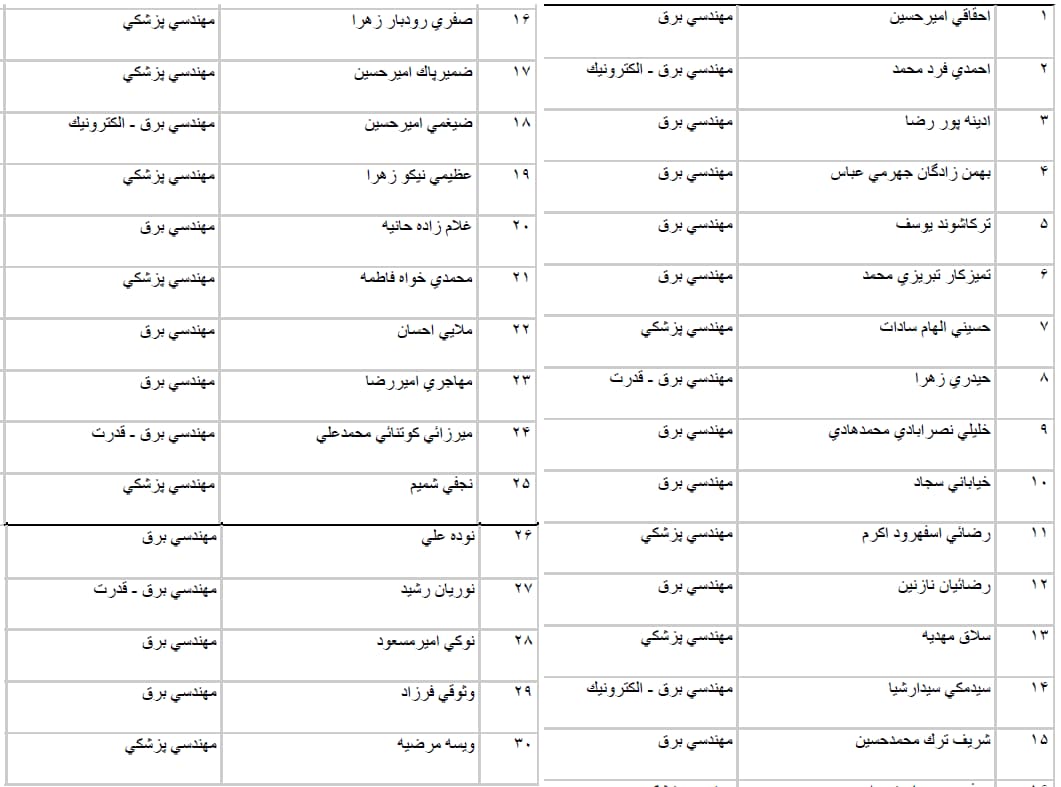 ۱ احقاقي اميرحسين مهندسي برق
۲ احمدي فرد محمد مهندسي برق - الكترونيك
۳ ادينه پور رضا مهندسي برق
۴ بهمن زادگان جهرمي عباس مهندسي برق
۵ تركاشوند يوسف مهندسي برق
۶ تميزكار تبريزي محمد مهندسي برق
۷ حسيني الهام سادات مهندسي پزشكي
۸ حيدري زهرا مهندسي برق - قدرت
۹ خليلي نصرابادي محمدهادي مهندسي برق
۱۰ خياباني سجاد مهندسي برق
۱۱ رضائي اسفهرود اكرم مهندسي پزشكي
۱۲ رضائيان نازنين مهندسي برق
۱۳ سلاق مهديه مهندسي پزشكي
۱۴ سيدمكي سيدارشيا مهندسي برق - الكترونيك
۱۵ شريف ترك محمدحسين مهندسي برق
۱۶ صفري رودبار زهرا مهندسي پزشكي
۱۷ ضميرپاك اميرحسين مهندسي پزشكي
۱۸ ضيغمي اميرحسين مهندسي برق - الكترونيك
۱۹ عظيمي نيكو زهرا مهندسي پزشكي
۲۰ غلام زاده حانيه مهندسي برق
۲۱ محمدي خواه فاطمه مهندسي پزشكي
۲۲ ملايي احسان مهندسي برق
۲۳ مهاجري اميررضا مهندسي برق
۲۴ ميرزائي كوتنائي محمدعلي مهندسي برق - قدرت
۲۵ نجفي شميم مهندسي پزشكي
۲۶ نوده علي مهندسي برق
۲۷ نوريان رشيد مهندسي برق - قدرت
۲۸ نوكي اميرمسعود مهندسي برق
۲۹ وثوقي فرزاد مهندسي برق
۳۰ ويسه مرضيه مهندسي پزشكي